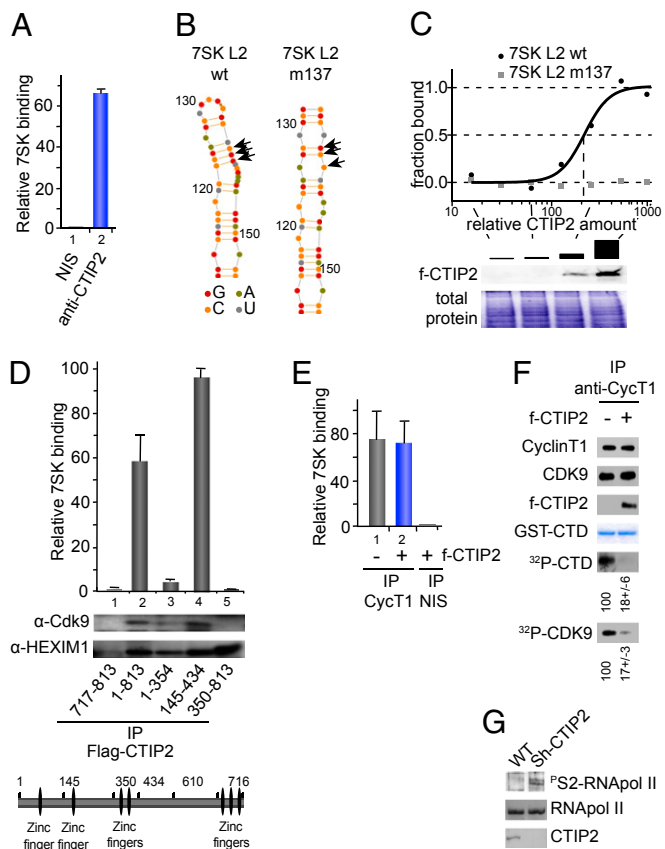 A
Relative 7SK binding
60
40
20
0
1
2
NIS
anti-CTIP2
B
7SK L2
wt
7SK L2
m137
130
130
120
120
150
150
G
A
C
U
C
7SK L2 wt
7SK L2 m137
fraction bound
1.0
0.5
0.0
10
100
1000
relative CTIP2 amount
f-CTIP2
total
protein
D
Relative 7SK binding
100
80
60
40
20
0
1
2
3
4
5
α-Cdk9
α-HEXIM1
717-813
1-813
1-354
145-434
350-813
IP
Flag-CTIP2
1
145
350
434
610
716
Zinc
finger
Zinc
finger
Zinc
fingers
Zinc
fingers
E
Relative 7SK binding
80
40
0
1
2
-
+
+
f-CTIP2
IP
CycT1
IP
NIS
F
IP
anti-CycT1
f-CTIP2
-
+
CyclinT1
CDK9
f-CTIP2
GST-CTD
32P-CTD
100
18+/-6
32P-CDK9
100
17+/-3
G
WT
Sh-CTIP2
PS2-RNApol II
RNApol II
CTIP2